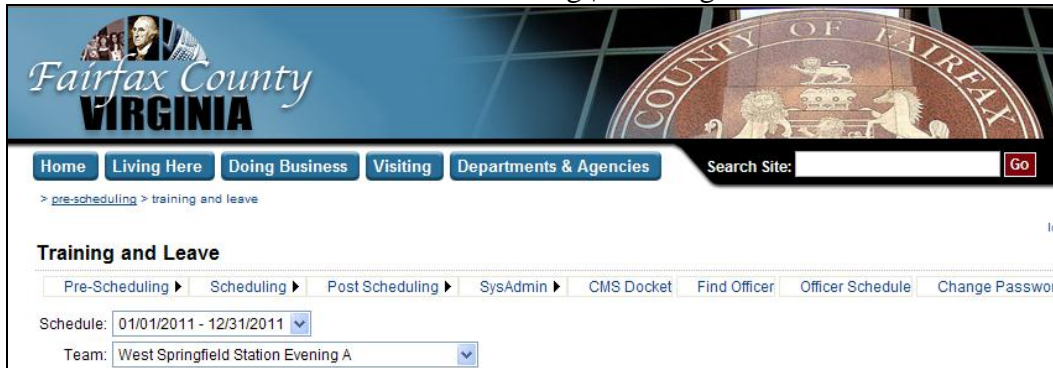 Fairfax County
VIRGINIA
COUNTY OF FAIRFAX
Home Living Here Doing Business Visiting Departments & Agencies Search Site: Go
> pre-scheduling > training and leave
Training and Leave
Pre-Scheduling Scheduling Post Scheduling SysAdmin CMS Docket Find Officer Officer Schedule Change Passwo
Schedule: 01/01/2011 - 12/31/2011
Team: West Springfield Station Evening A